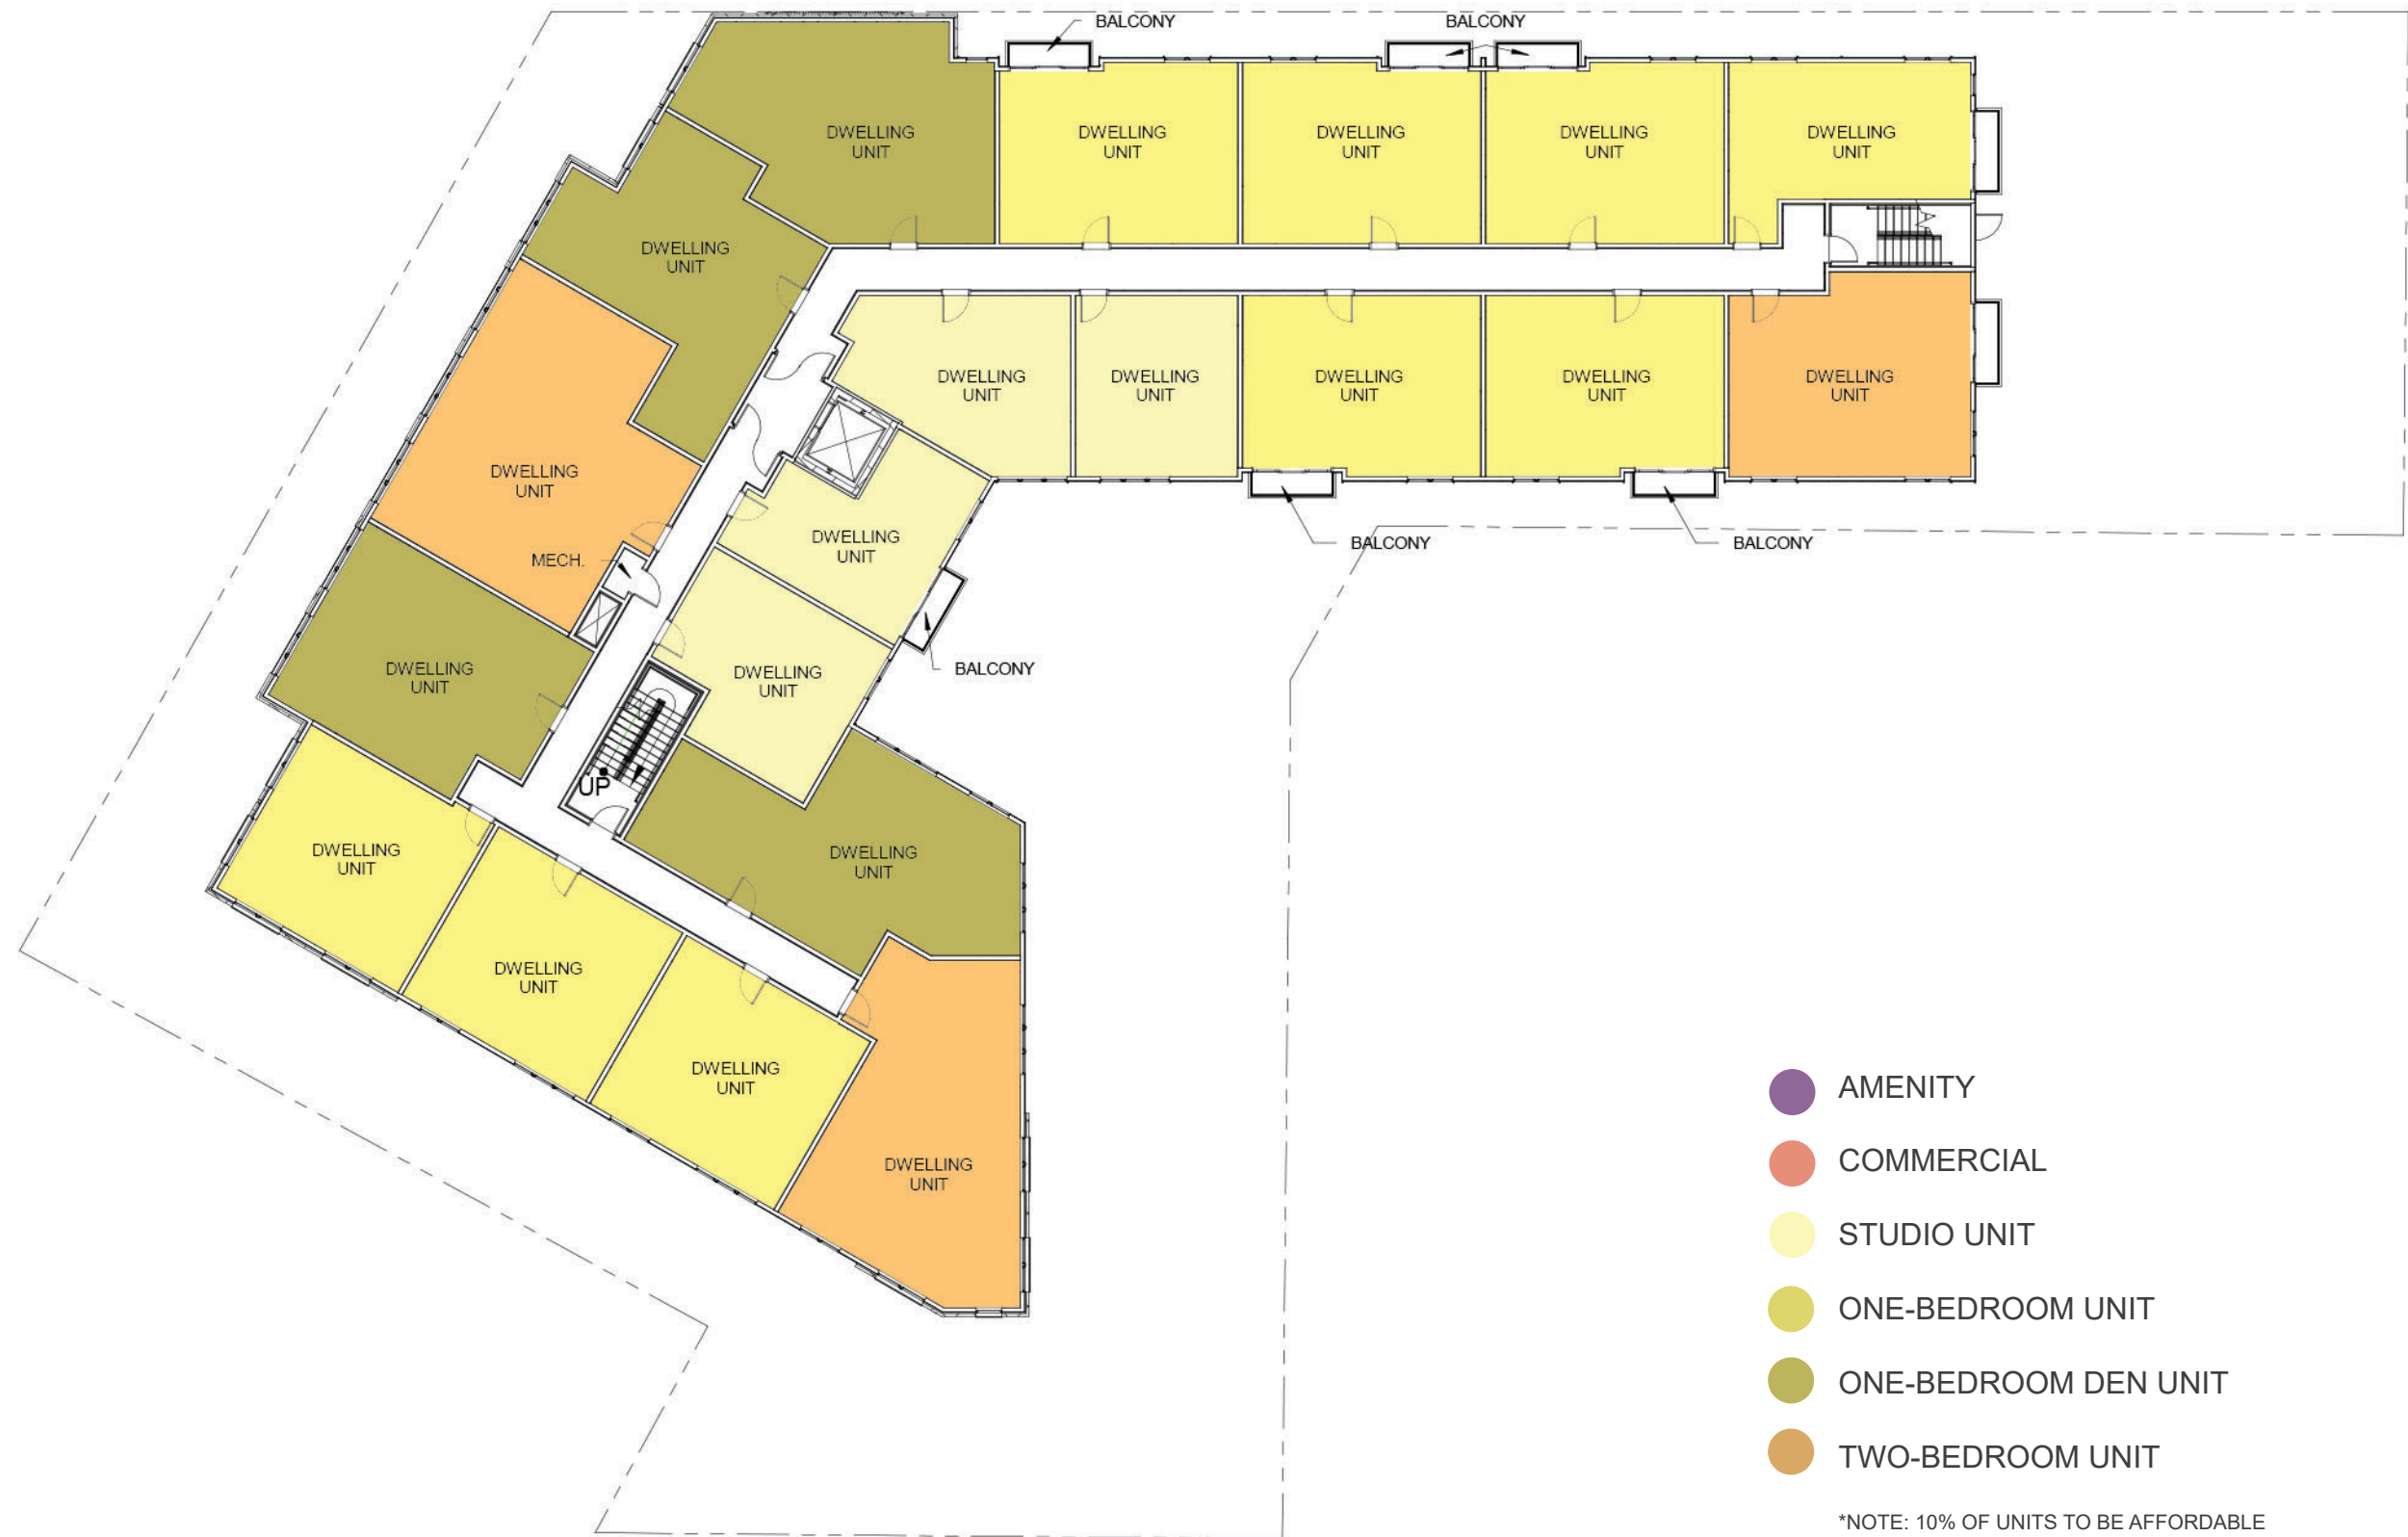 BALCONY
BALCONY
DWELLING
UNIT
DWELLING
UNIT
DWELLING
UNIT
DWELLING
UNIT
DWELLING
UNIT
DWELLING
UNIT
DWELLING
UNIT
DWELLING
UNIT
DWELLING
UNIT
DWELLING
UNIT
DWELLING
UNIT
DWELLING
UNIT
DWELLING
UNIT
BALCONY
BALCONY
MECH.
DWELLING
UNIT
DWELLING
UNIT
DWELLING
UNIT
BALCONY
UP
DWELLING
UNIT
DWELLING
UNIT
DWELLING
UNIT
DWELLING
UNIT
DWELLING
UNIT
AMENITY
COMMERCIAL
STUDIO UNIT
ONE-BEDROOM UNIT
ONE-BEDROOM DEN UNIT
TWO-BEDROOM UNIT
*NOTE: 10% OF UNITS TO BE AFFORDABLE